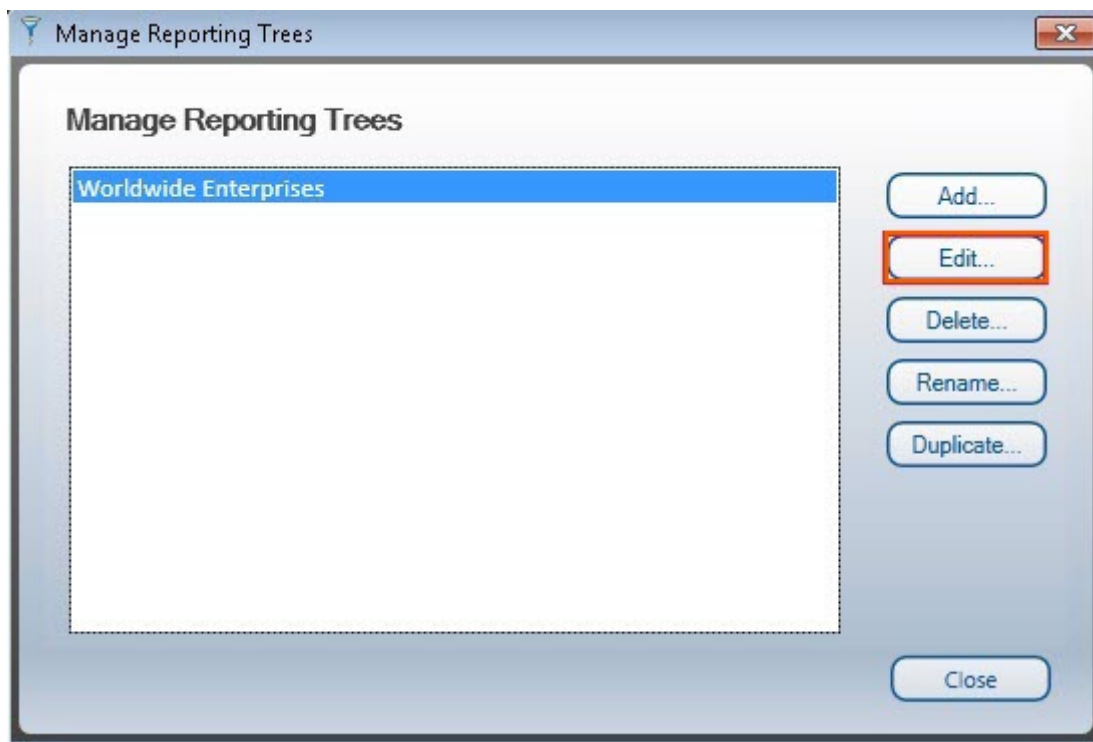 Manage Reporting Trees
Manage Reporting Trees
Worldwide Enterprises
Add...
Edit...
Delete...
Rename...
Duplicate...
Close